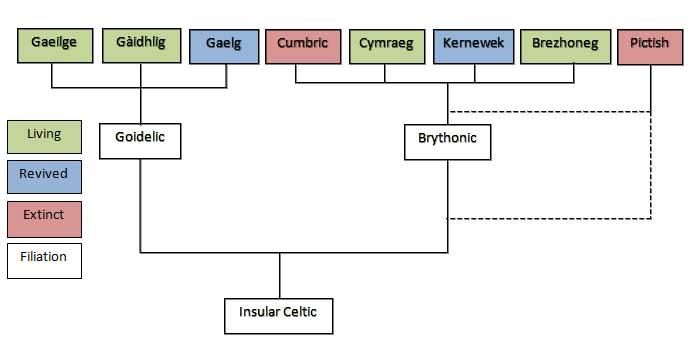 Gaeilge
Gàidhlig
Gaelg
Cumbric
Cymraeg
Kernewek
Brezhoneg
Pictish
Living
Goidelic
Brythonic
Revived
Extinct
Filiation
Insular Celtic